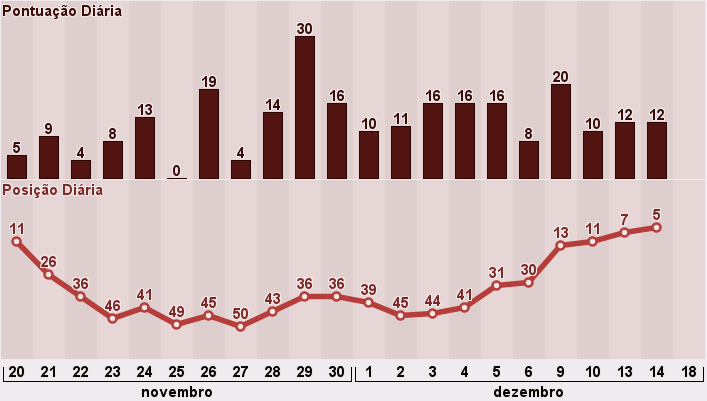 Pontuação Diária
5 9 4 8 13 0 19 4 14 30 16 10 11 16 16 16 8 20 10 12 12
Posição Diária
11 26 36 46 41 49 45 50 43 36 36 39 45 44 41 31 30 13 11 7 5
20 21 22 23 24 25 26 27 28 29 30 1 2 3 4 5 6 9 10 13 14 18
novembro dezembro